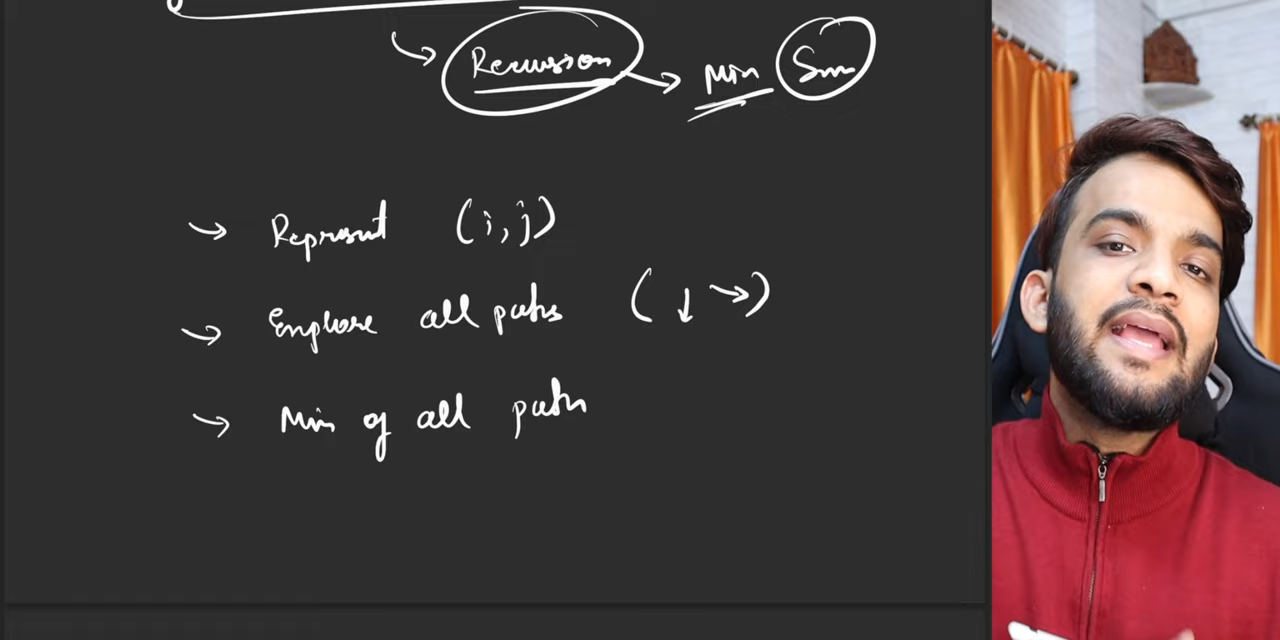 → Recursion → Min Sum
→ Represent (i, j)
→ Explore all paths (↓ →)
→ Min of all paths